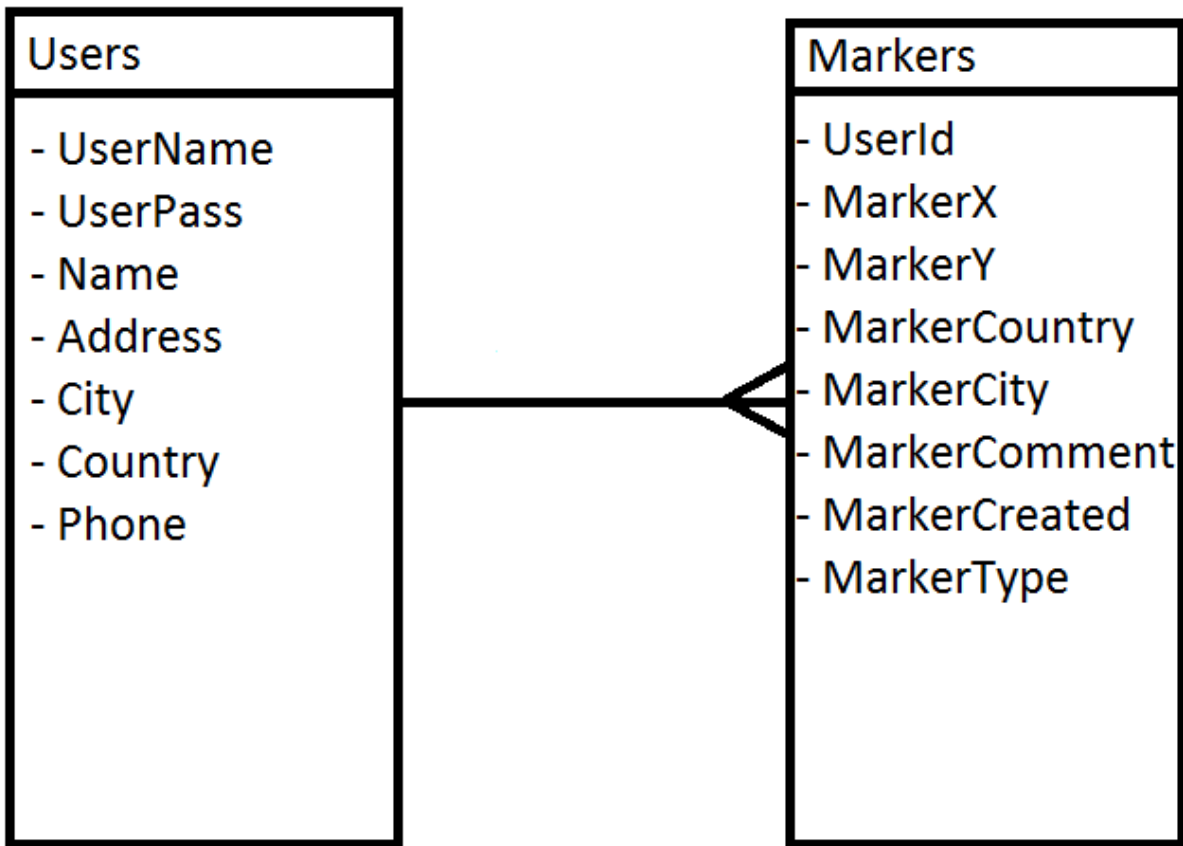 Users
- UserName
- UserPass
- Name
- Address
- City
- Country
- Phone
Markers
- UserId
- MarkerX
- MarkerY
- MarkerCountry
- MarkerCity
- MarkerComment
- MarkerCreated
- MarkerType